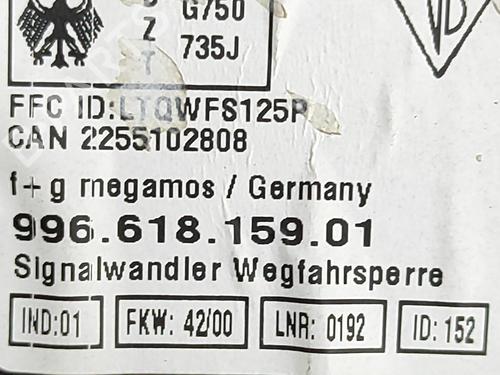 B
Z
T
G750
735J
FFC ID:LTQWFS125P
CAN 2255102808
f+g megamos / Germany
996.618.159.01
Signalwandler Wegfahrsperre
IND:01
FKW: 42/00
LNR: 0192
ID: 152